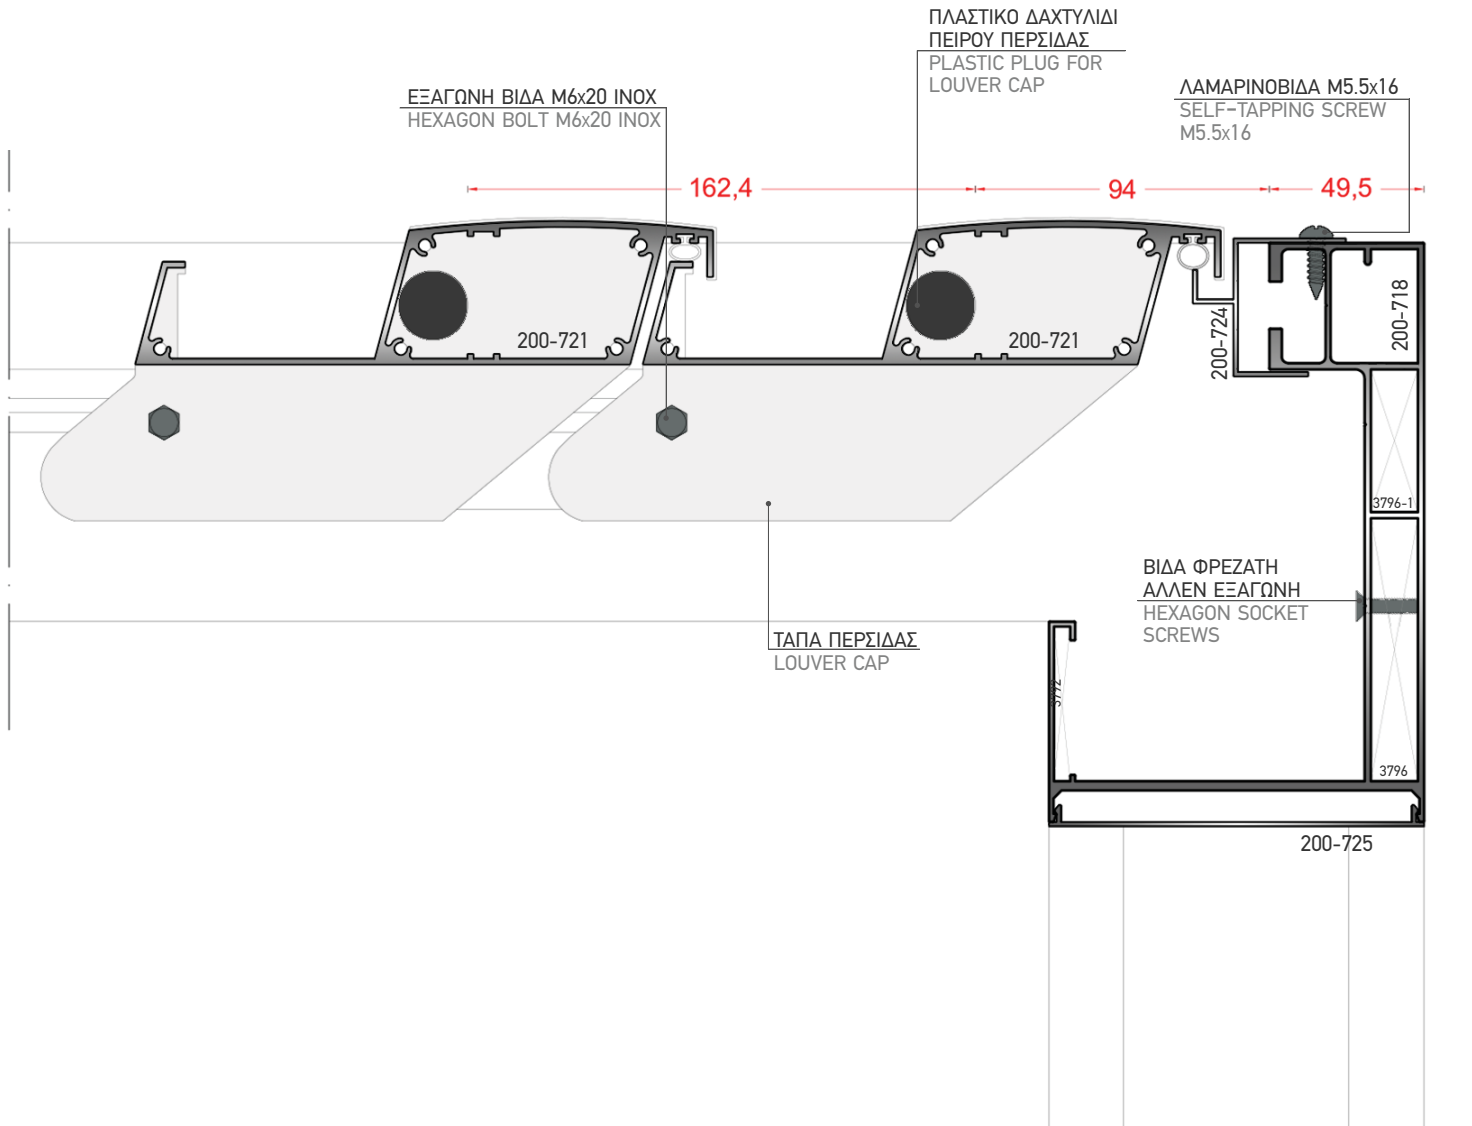 ΠΛΑΣΤΙΚΟ ΔΑΧΤΥΛΙΔΙ
ΠΕΙΡΟΥ ΠΕΡΣΙΔΑΣ
PLASTIC PLUG FOR
LOUVER CAP
ΕΞΑΓΩΝΗ ΒΙΔΑ M6x20 INOX
HEXAGON BOLT M6x20 INOX
ΛΑΜΑΡΙΝΟΒΙΔΑ M5.5x16
SELF-TAPPING SCREW
M5.5x16
162,4
94
49,5
200-721
200-721
200-724
200-718
3796-1
ΒΙΔΑ ΦΡΕΖΑΤΗ
ΑΛΛΕΝ ΕΞΑΓΩΝΗ
HEXAGON SOCKET
SCREWS
ΤΑΠΑ ΠΕΡΣΙΔΑΣ
LOUVER CAP
3792
3796
200-725